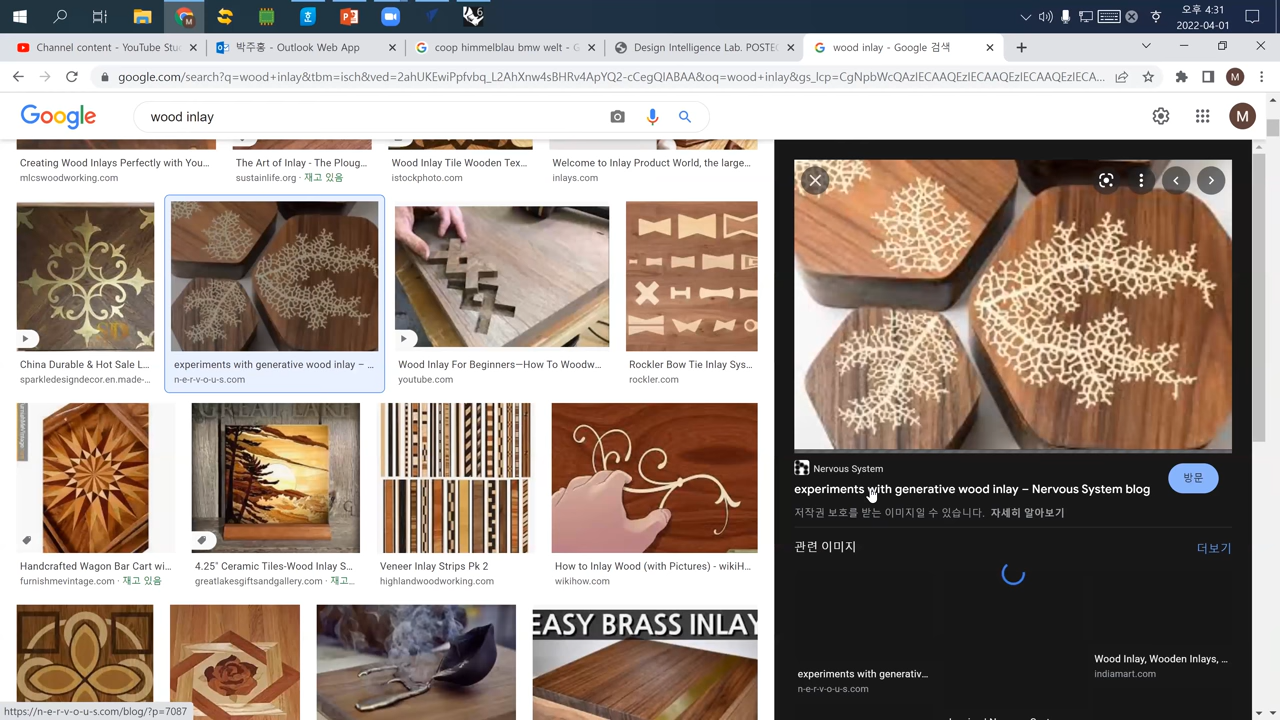 6
오후 4:31
2022-04-01
Channel content - YouTube Stu
박주홍 - Outlook Web App
coop himmelblau bmw welt - G
Design Intelligence Lab. POSTEC
wood inlay - Google 검색
google.com/search?q=wood+inlay&tbm=isch&ved=2ahUKEwiPpfvbq_L2AhXnw4sBHRv4ApYQ2-cCegQIABAA&oq=wood+inlay&gs_lcp=CgNpbWcQAzIECAAQEzIECAAQEzIECAAQEzIECAAQEzIECA...
M
Google
wood inlay
M
Creating Wood Inlays Perfectly with You...
mlcswoodworking.com
The Art of Inlay - The Ploug...
sustainlife.org · 재고 있음
Wood Inlay Tile Wooden Tex...
istockphoto.com
Welcome to Inlay Product World, the large...
inlays.com
China Durable & Hot Sale L...
sparkledesigndecor.en.made-...
experiments with generative wood inlay – ...
n-e-r-v-o-u-s.com
Wood Inlay For Beginners—How To Woodw...
youtube.com
Rockler Bow Tie Inlay Sys...
rockler.com
GREAT LAKE
Handcrafted Wagon Bar Cart wi...
furnishmevintage.com · 재고 있음
4.25" Ceramic Tiles-Wood Inlay S...
greatlakesgiftsandgallery.com · 재고...
Veneer Inlay Strips Pk 2
highlandwoodworking.com
How to Inlay Wood (with Pictures) - wikiH...
wikihow.com
EASY BRASS INLAY
Nervous System
experiments with generative wood inlay – Nervous System blog
방문
저작권 보호를 받는 이미지일 수 있습니다. 자세히 알아보기
관련 이미지
더보기
experiments with generativ...
n-e-r-v-o-u-s.com
Wood Inlay, Wooden Inlays, ...
indiamart.com
https://n-e-r-v-o-u-s.com/blog/?p=7087